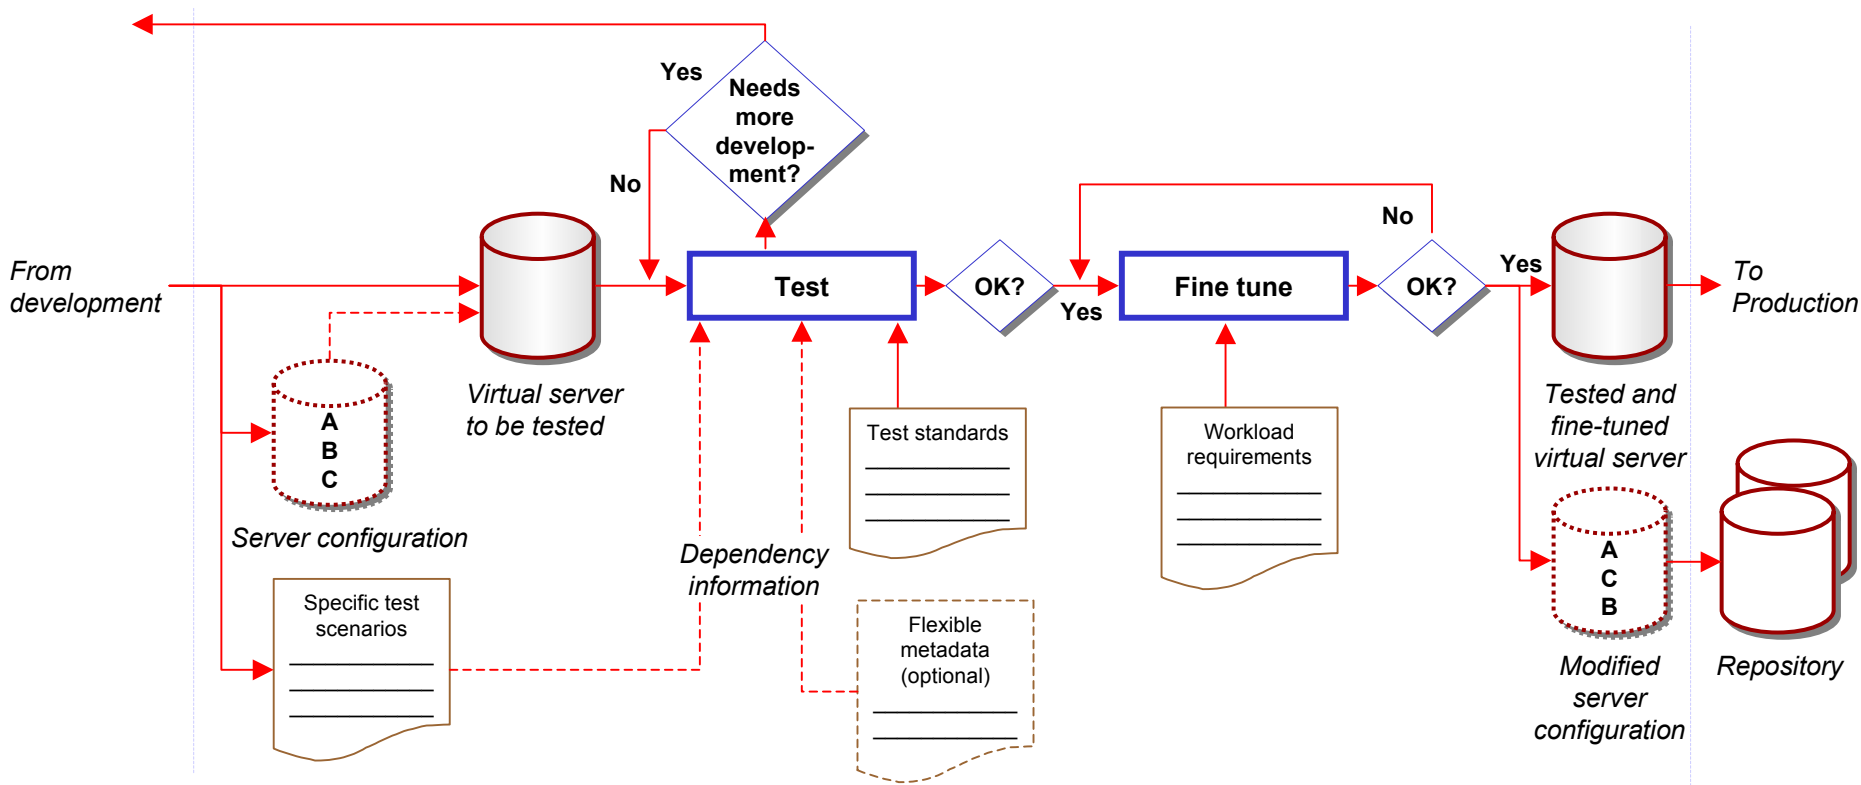 Yes
Needs
more
develop-
ment?
No
From
development
Test
OK?
Yes
Fine tune
No
OK?
Yes
To
Production
Virtual server
to be tested
A
B
C
Server configuration
Specific test
scenarios
Dependency
information
Test standards
Flexible
metadata
(optional)
Workload
requirements
Tested and
fine-tuned
virtual server
A
C
B
Modified
server
configuration
Repository